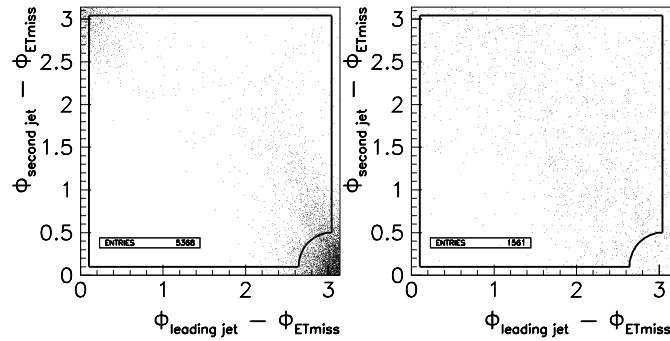 3
2.5
2
1.5
1
0.5
0
ϕsecond jet – ϕETmiss
ENTRIES 5368
0 1 2 3
ϕleading jet – ϕETmiss
3
2.5
2
1.5
1
0.5
0
ϕsecond jet – ϕETmiss
ENTRIES 1561
0 1 2 3
ϕleading jet – ϕETmiss